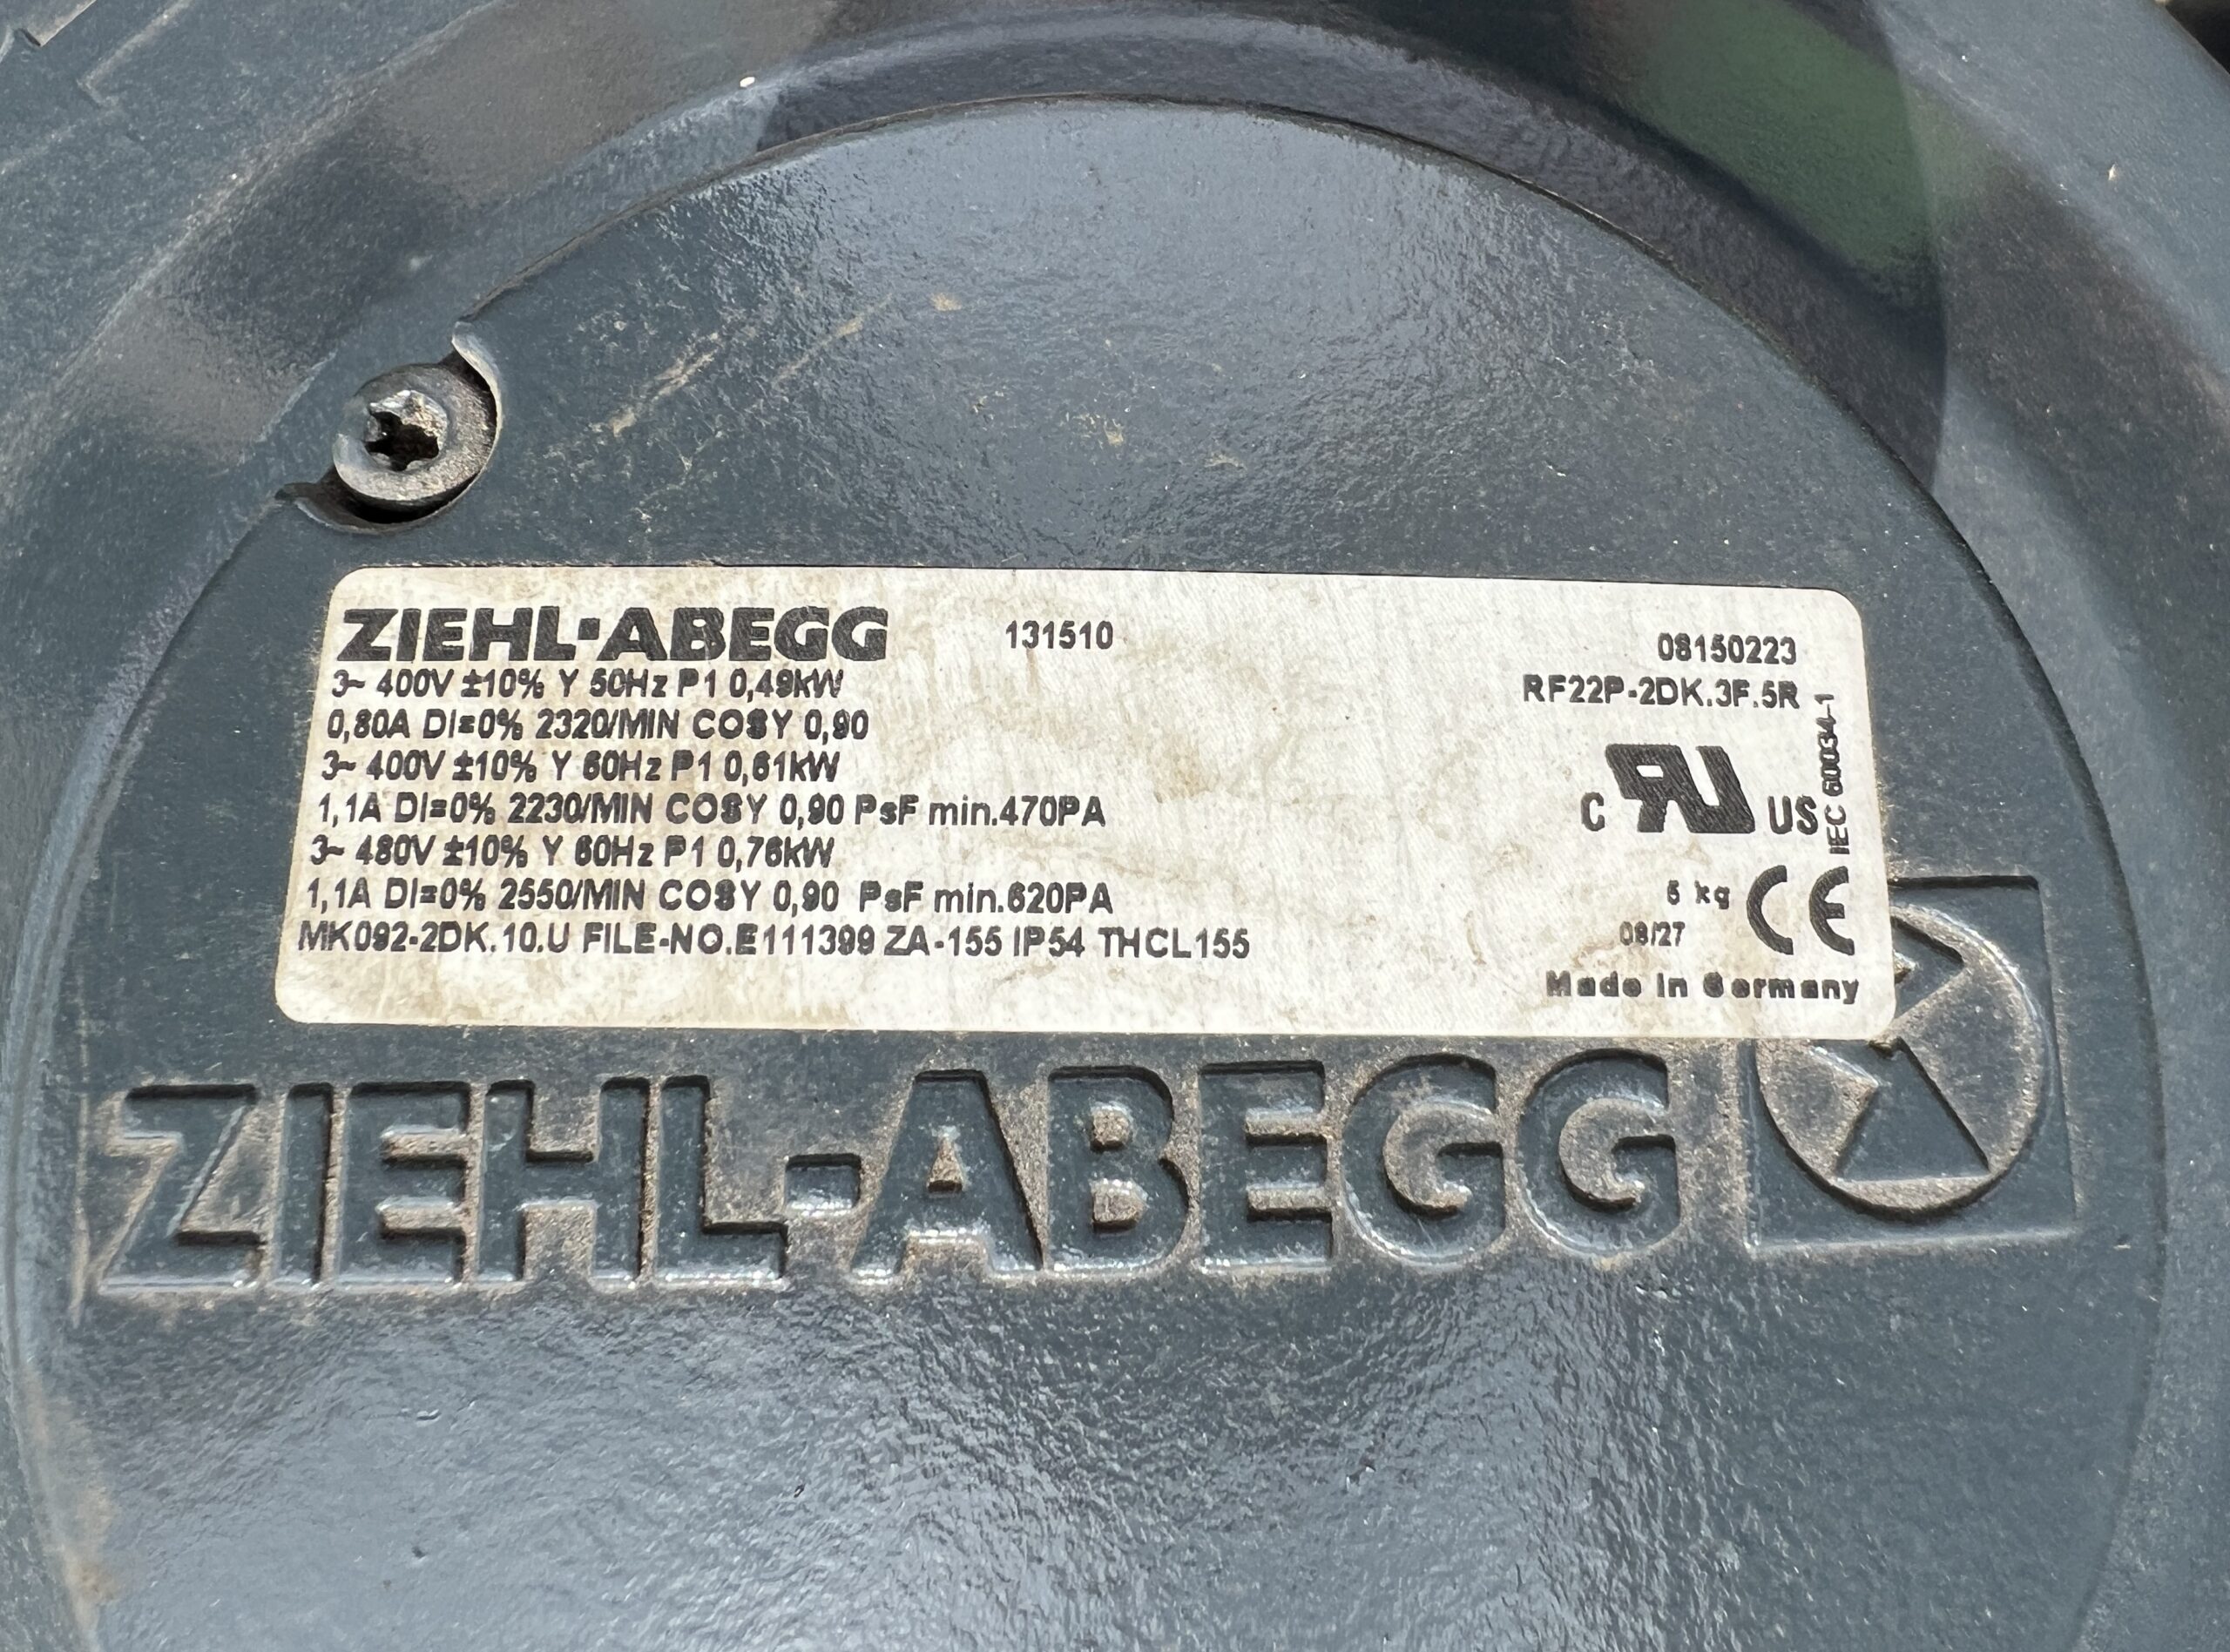 ZIEHL-ABEGG 131510 08150223
3~ 400V ±10% Y 50Hz P1 0,49kW RF22P-2DK.3F.5R
0,80A DI=0% 2320/MIN COSY 0,90
3~ 400V ±10% Y 60Hz P1 0,61kW
1,1A DI=0% 2230/MIN COSY 0,90 PsF min.470PA
C RU US IEC 60034-1
3~ 480V ±10% Y 60Hz P1 0,76kW
1,1A DI=0% 2550/MIN COSY 0,90 PsF min.620PA
5 kg CE
MK092-2DK.10.U FILE-NO.E111399 ZA-155 IP54 THCL155
08/27
Made in Germany
ZIEHL-ABEGG